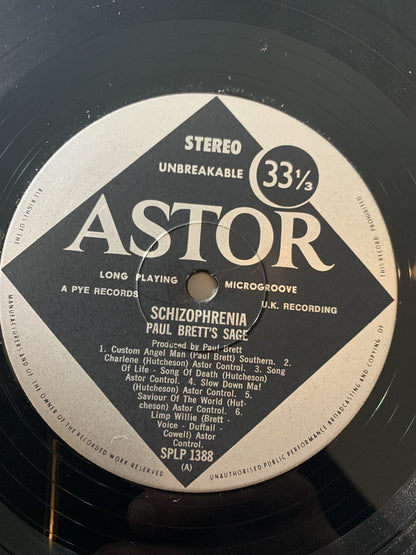 STEREO
UNBREAKABLE
33⅓
ASTOR
LONG PLAYING MICROGROOVE
A PYE RECORDS U.K. RECORDING
SCHIZOPHRENIA
PAUL BRETT'S SAGE
Produced by Paul Brett
1. Custom Angel Man (Paul Brett) Southern. 2.
Charlene (Hutcheson) Astor Control. 3. Song
Of Life - Song Of Death (Hutcheson)
Astor Control. 4. Slow Down Ma!
(Hutcheson) Astor Control. 5.
Saviour Of The World (Hut-
cheson) Astor Control. 6.
Limp Willie (Brett -
Voice - Duffall -
Cowell) Astor
Control.
SPLP 1388
(A)
ALL RIGHTS OF THE
MANUFACTURERS AND OF THE OWNER OF THE RECORDED WORK RESERVED
UNAUTHORISED PUBLIC PERFORMANCE BROADCASTING AND COPYING OF
THIS RECORD PROHIBITED